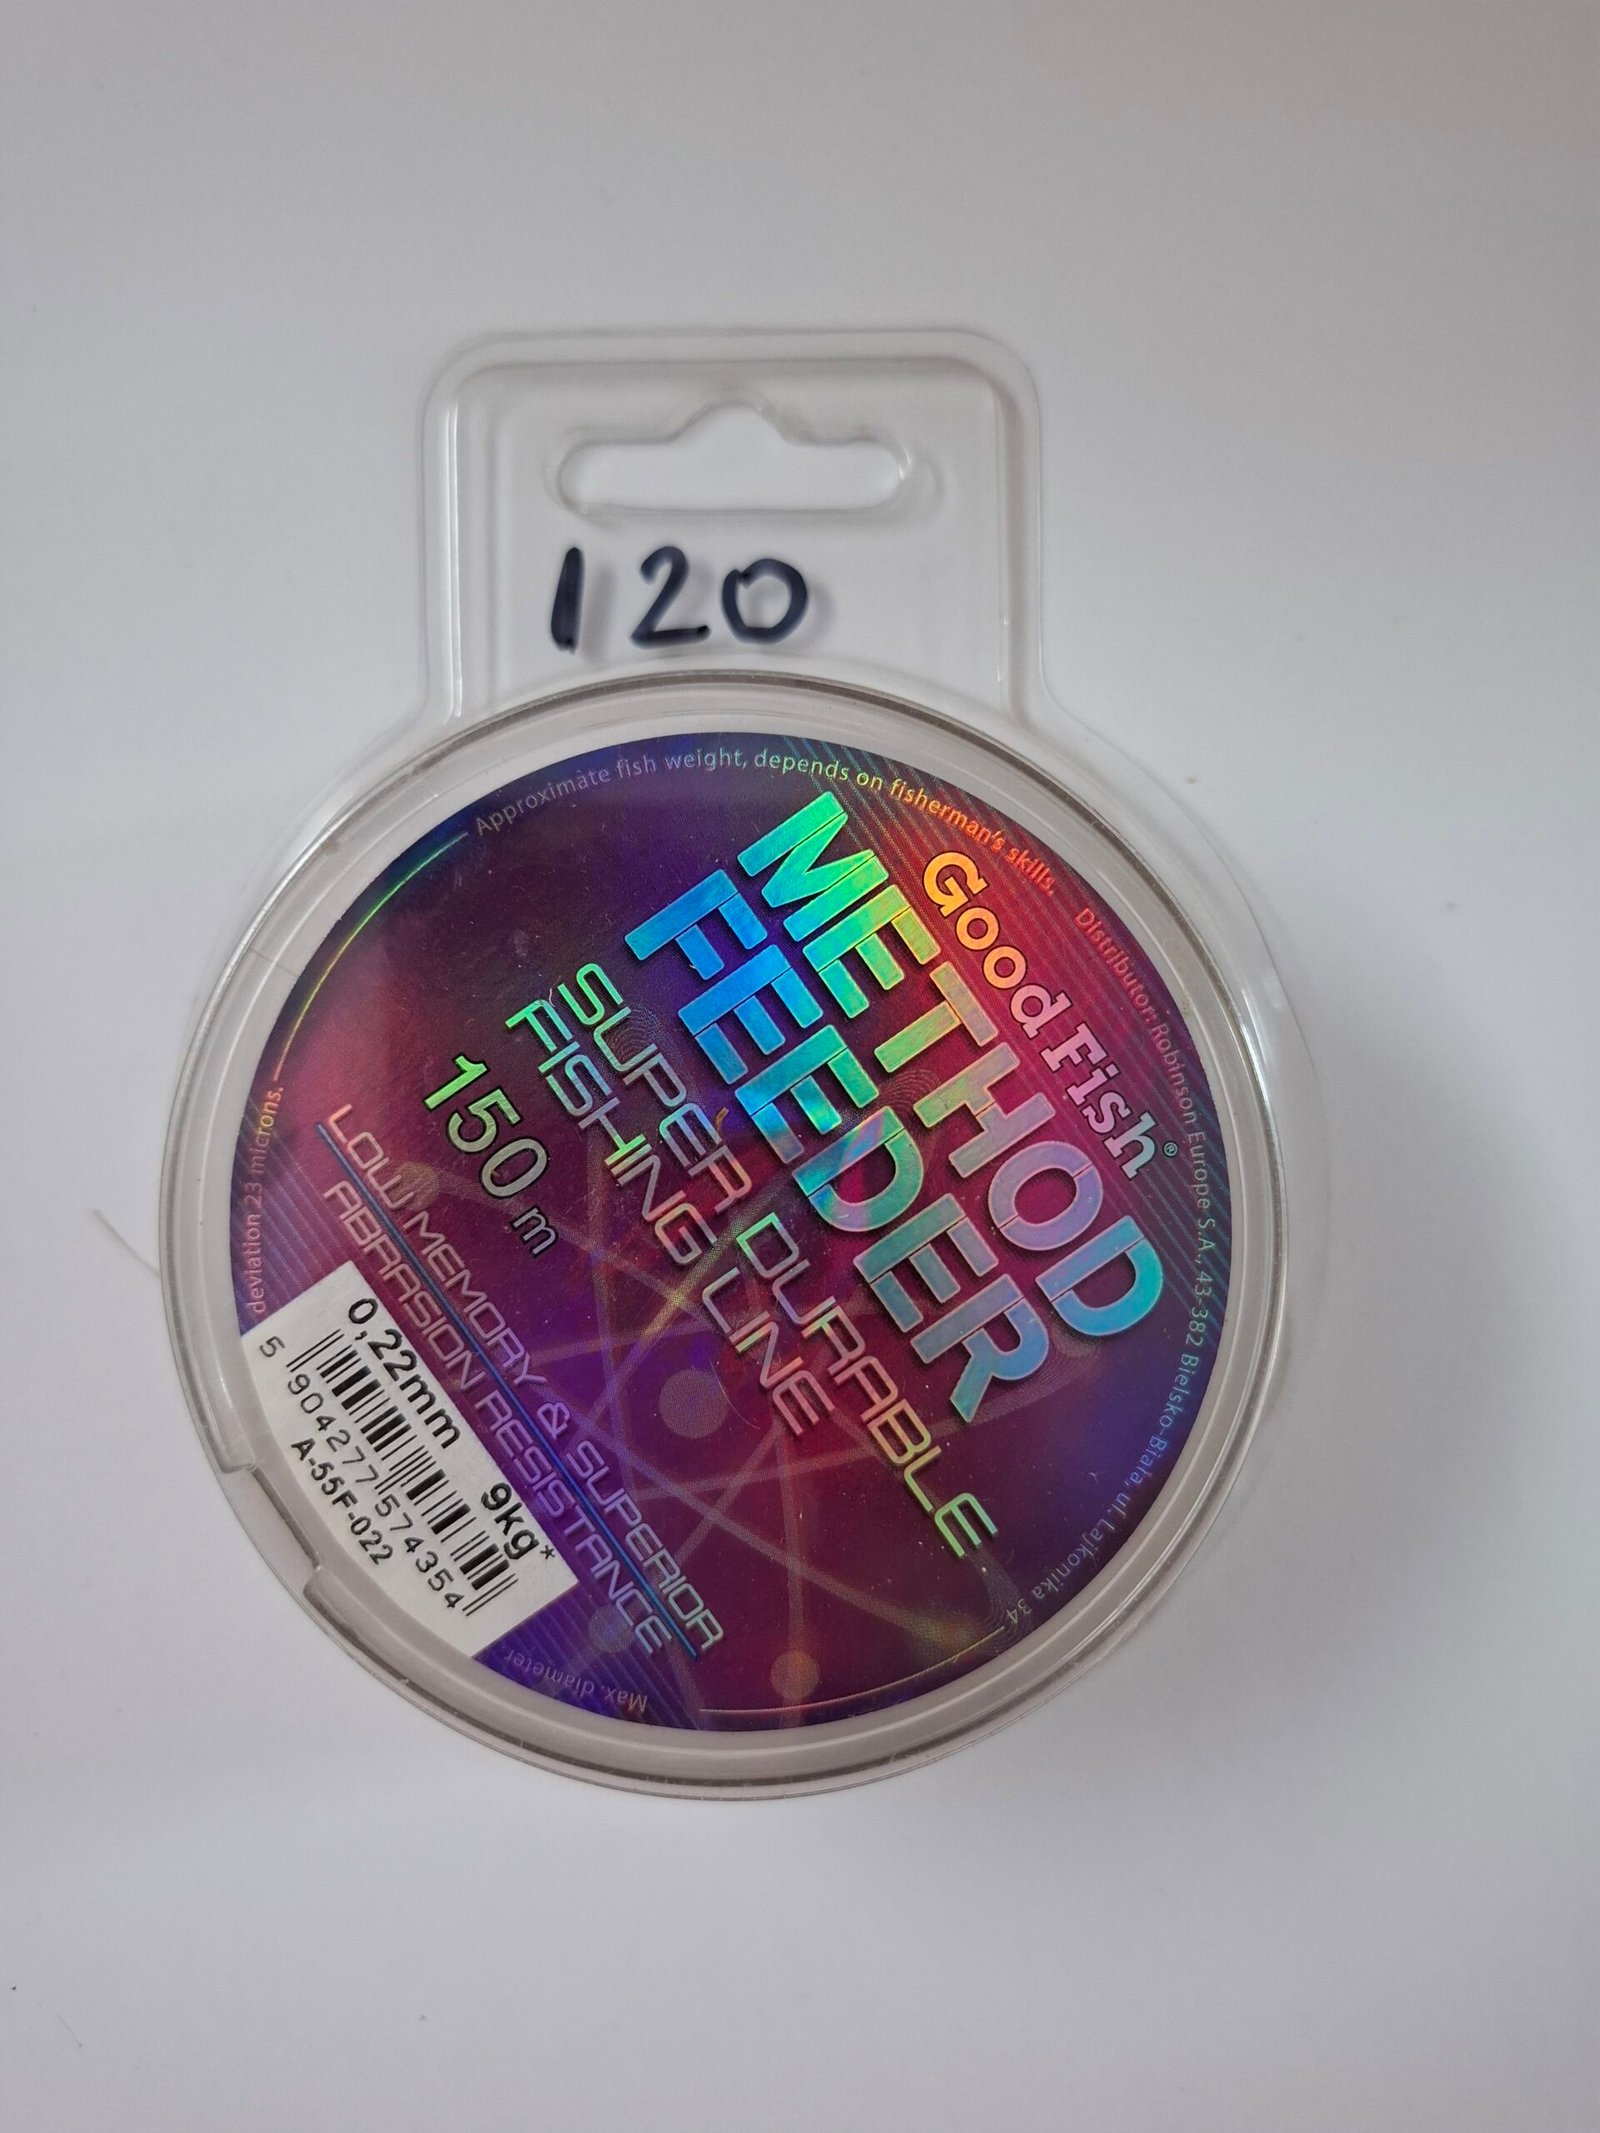 120
Approximate fish weight, depends on fisherman's skills.
Distributor: Robinson Europe S.A., 43-382 Bielsko-Biała, ul. Łajkonika 34
Good Fish®
METHOD
FEEDER
SUPER DURABLE
FISHING LINE
150 m
LOW MEMORY & SUPERIOR
ABRASION RESISTANCE
0,22mm 9kg*
5 904277 574354
A-55F-022
Max. diameter
deviation 23 microns.